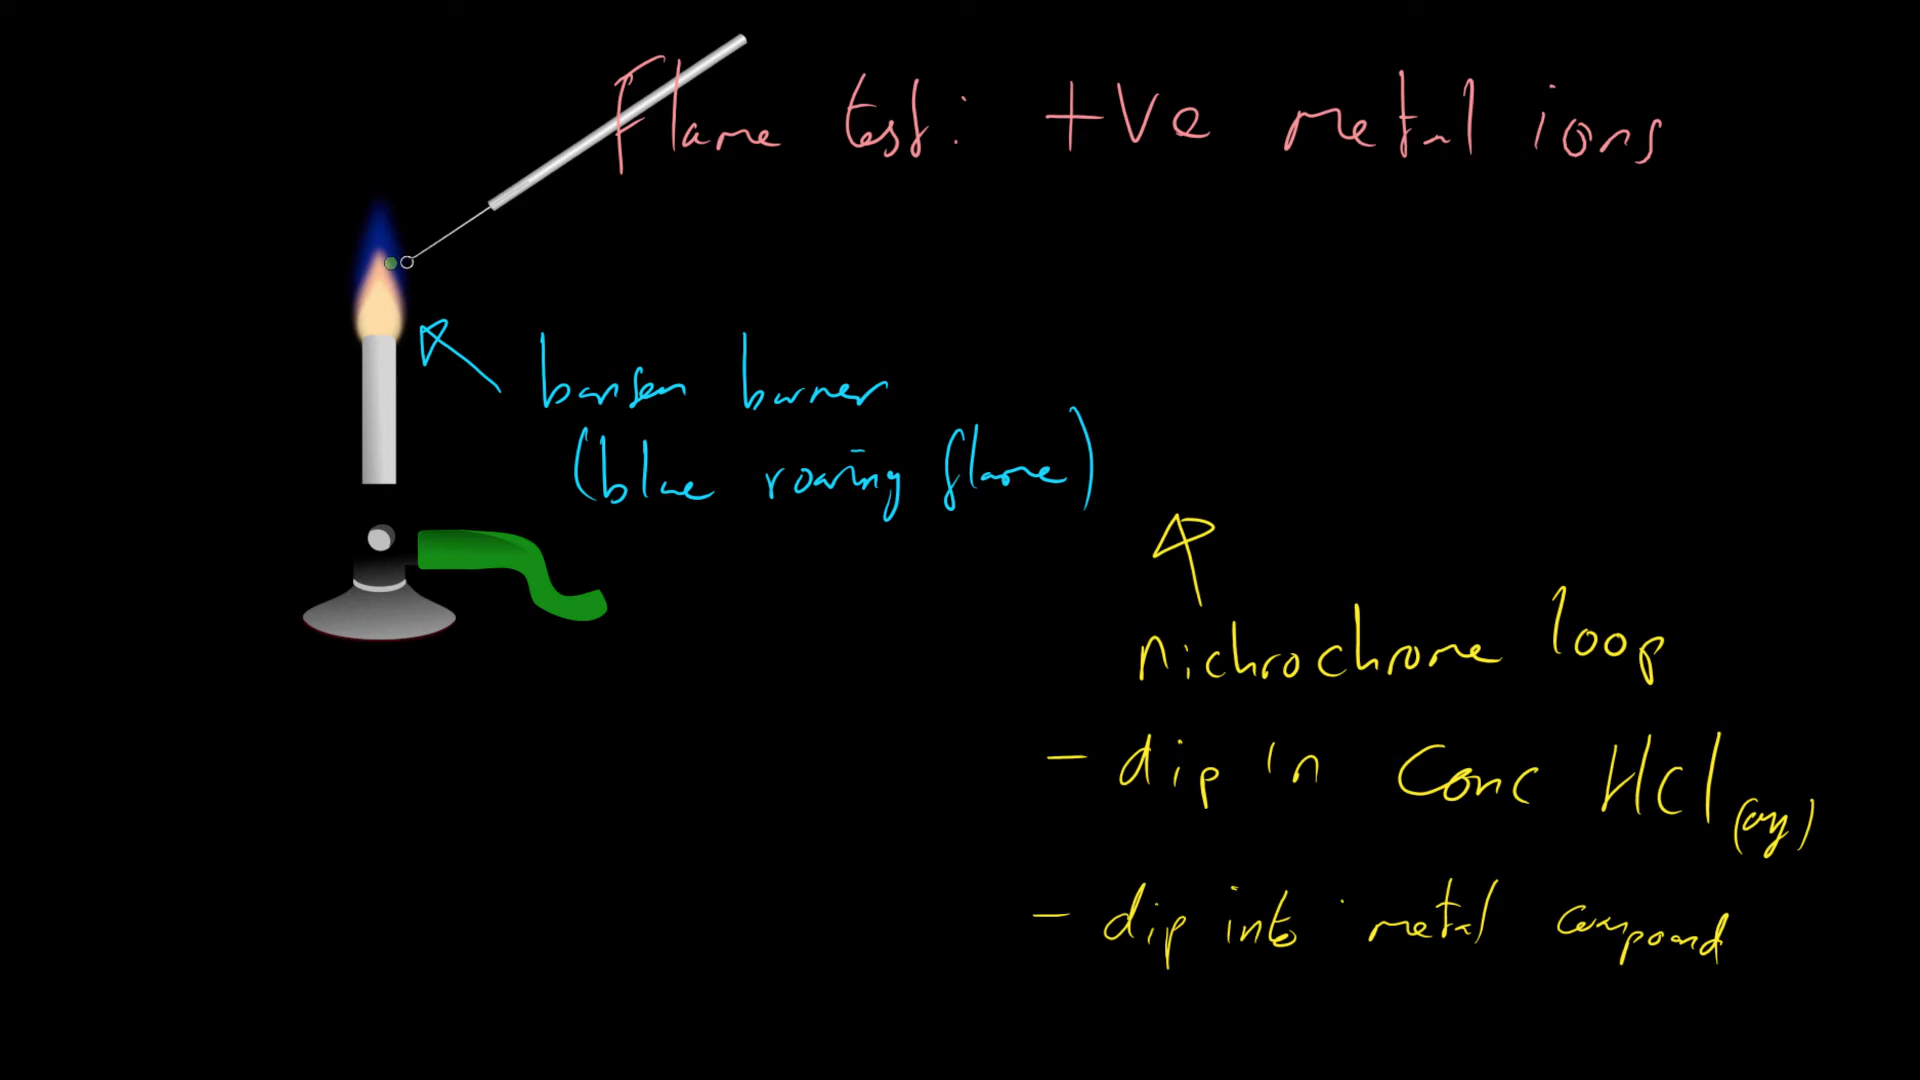 Flame test: +ve metal ions
bunsen burner
(blue roaring flame)
nichrochrome loop
- dip in Conc HCl(aq)
- dip into metal compound